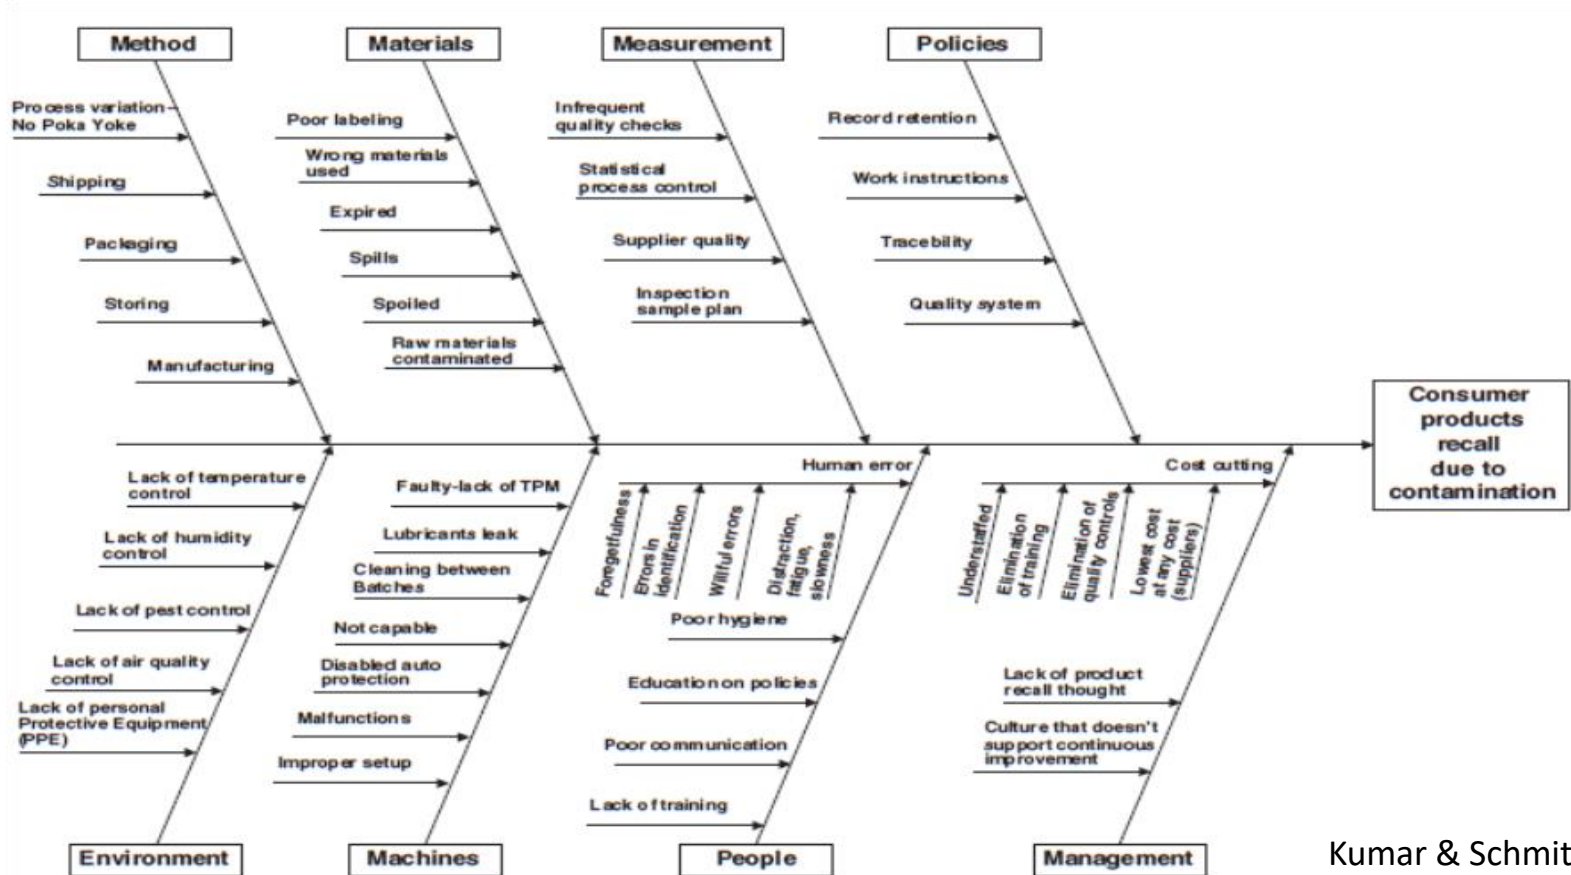 Method
Materials
Measurement
Policies
Process variation–
No Poka Yoke
Shipping
Packaging
Storing
Manufacturing
Poor labeling
Wrong materials
used
Expired
Spills
Spoiled
Raw materials
contaminated
Infrequent
quality checks
Statistical
process control
Supplier quality
Inspection
sample plan
Record retention
Work instructions
Tracebility
Quality system
Consumer
products
recall
due to
contamination
Lack of temperature
control
Lack of humidity
control
Lack of pest control
Lack of air quality
control
Lack of personal
Protective Equipment
(PPE)
Faulty-lack of TPM
Lubricants leak
Cleaning between
Batches
Not capable
Disabled auto
protection
Malfunctions
Improper setup
Human error
Foregetfulness
Errors in
identification
Willful errors
Distraction,
fatigue,
slowness
Poor hygiene
Education on policies
Poor communication
Lack of training
Cost cutting
Understaffed
Elimination
of training
Elimination of
quality controls
Lowest cost
at any cost
(suppliers)
Lack of product
recall thought
Culture that doesn't
support continuous
improvement
Environment
Machines
People
Management
Kumar & Schmit